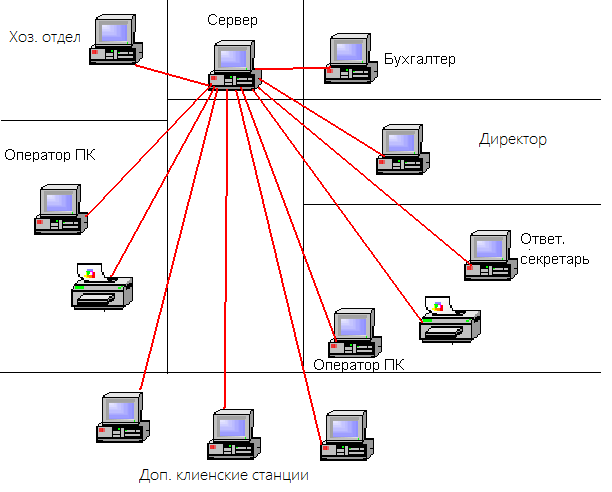 Сервер
Хоз. отдел
Бухгалтер
Директор
Оператор ПК
Ответ.
секретарь
Оператор ПК
Доп. клиенские станции